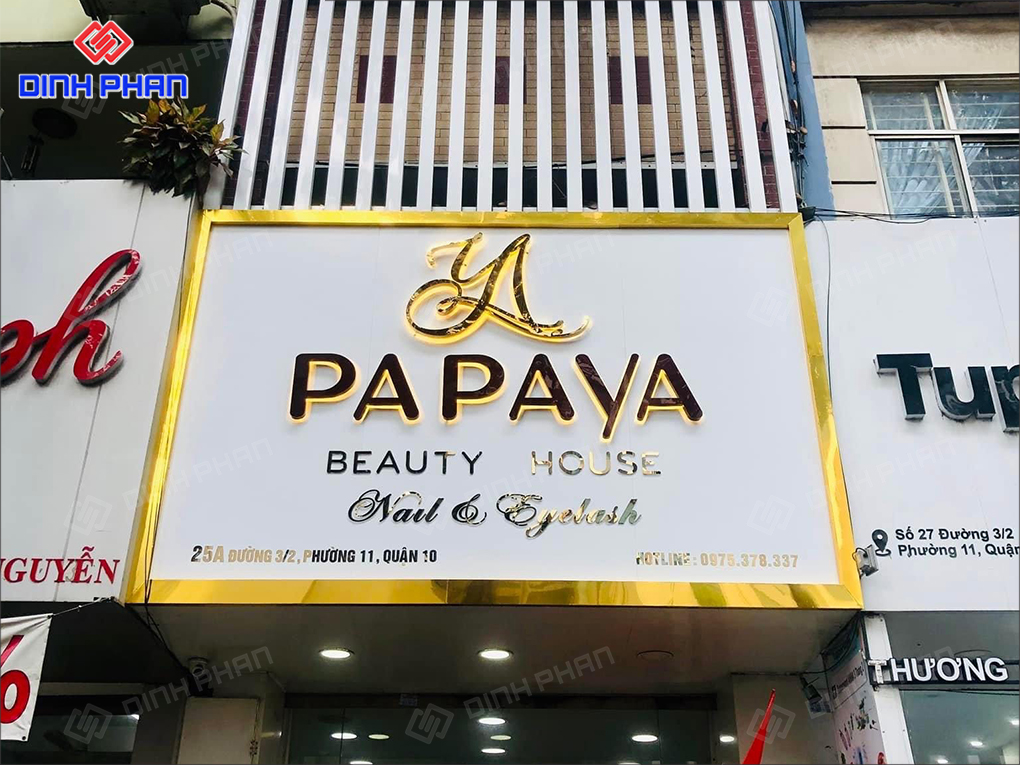 DINH PHAN
YA
PAPAYA
BEAUTY HOUSE
Nail & Eyelash
25A ĐƯỜNG 3/2, PHƯỜNG 11, QUẬN 10
HOTLINE: 0975.378.337
NGUYỄN
Số 27 Đường 3/2
Phường 11, Quận
THƯƠNG
%